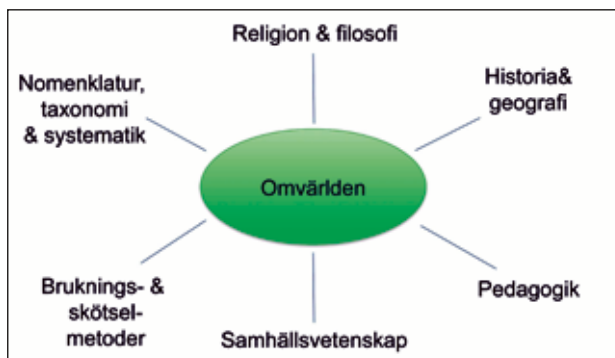 Religion & filosofi
Nomenklatur,
taxonomi
& systematik
Historia&
geografi
Omvärlden
Bruknings- &
skötsel-
metoder
Pedagogik
Samhällsvetenskap